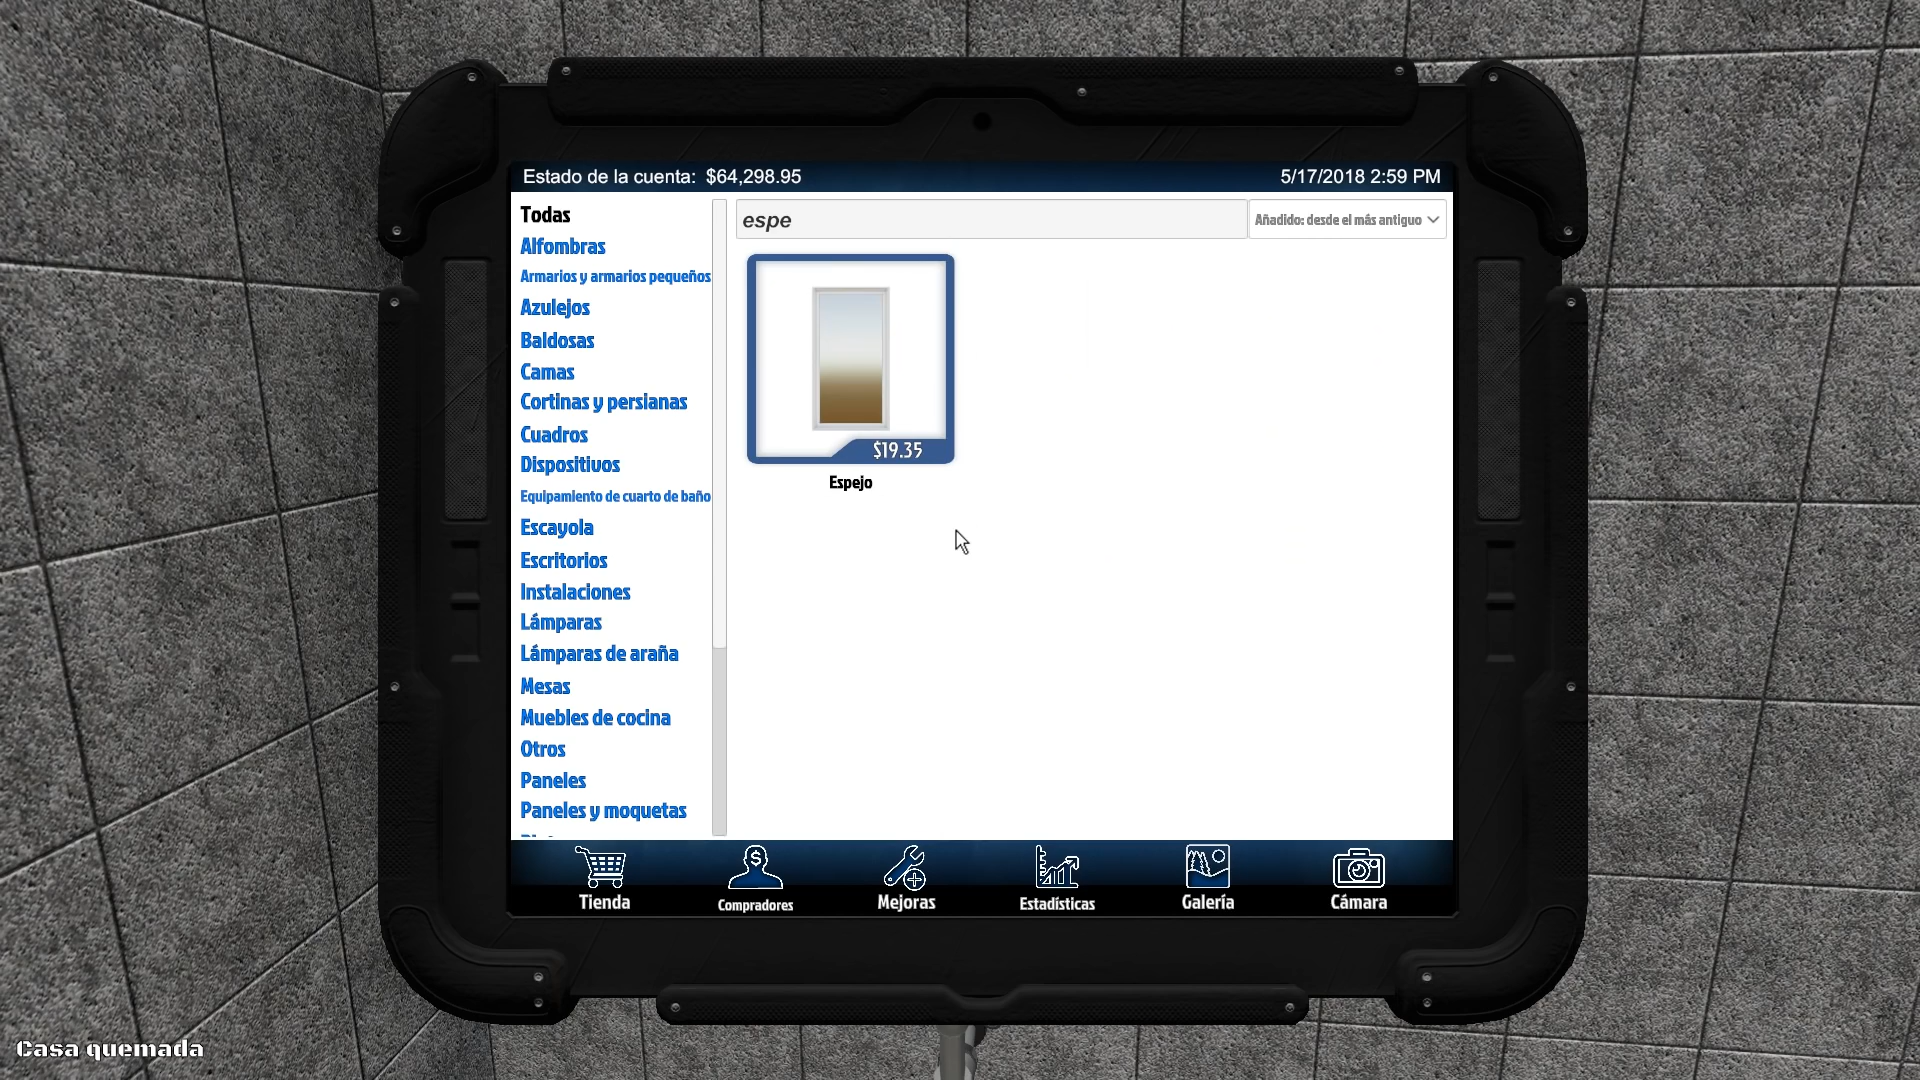 Estado de la cuenta: $64,298.95
5/17/2018 2:59 PM
Todas
Alfombras
Armarios y armarios pequeños
Azulejos
Baldosas
Camas
Cortinas y persianas
Cuadros
Dispositivos
Equipamiento de cuarto de baño
Escayola
Escritorios
Instalaciones
Lámparas
Lámparas de araña
Mesas
Muebles de cocina
Otros
Paneles
Paneles y moquetas
espe
Añadido: desde el más antiguo
$19.35
Espejo
Tienda
Compradores
Mejoras
Estadísticas
Galería
Cámara
Casa quemada